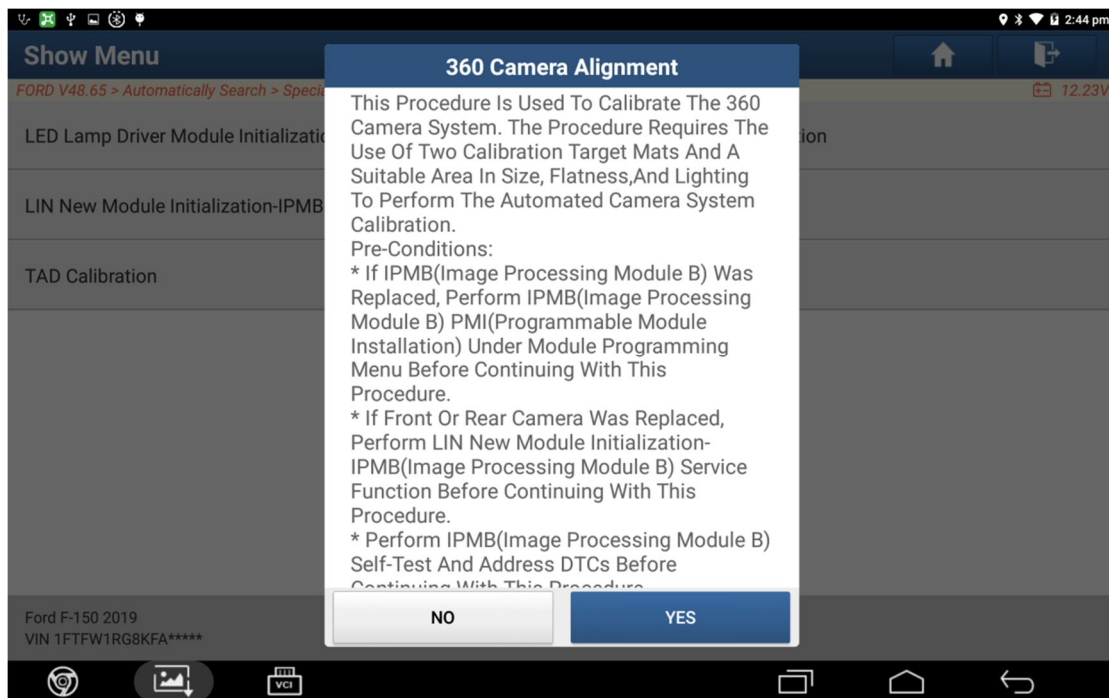 2:44 pm
Show Menu
FORD V48.65 > Automatically Search > Speci
12.23V
LED Lamp Driver Module Initializatio
ion
LIN New Module Initialization-IPMB
TAD Calibration
360 Camera Alignment
This Procedure Is Used To Calibrate The 360
Camera System. The Procedure Requires The
Use Of Two Calibration Target Mats And A
Suitable Area In Size, Flatness,And Lighting
To Perform The Automated Camera System
Calibration.
Pre-Conditions:
* If IPMB(Image Processing Module B) Was
Replaced, Perform IPMB(Image Processing
Module B) PMI(Programmable Module
Installation) Under Module Programming
Menu Before Continuing With This
Procedure.
* If Front Or Rear Camera Was Replaced,
Perform LIN New Module Initialization-
IPMB(Image Processing Module B) Service
Function Before Continuing With This
Procedure.
* Perform IPMB(Image Processing Module B)
Self-Test And Address DTCs Before
Continuing With This Procedure
NO
YES
Ford F-150 2019
VIN 1FTFW1RG8KFA*****
VCI